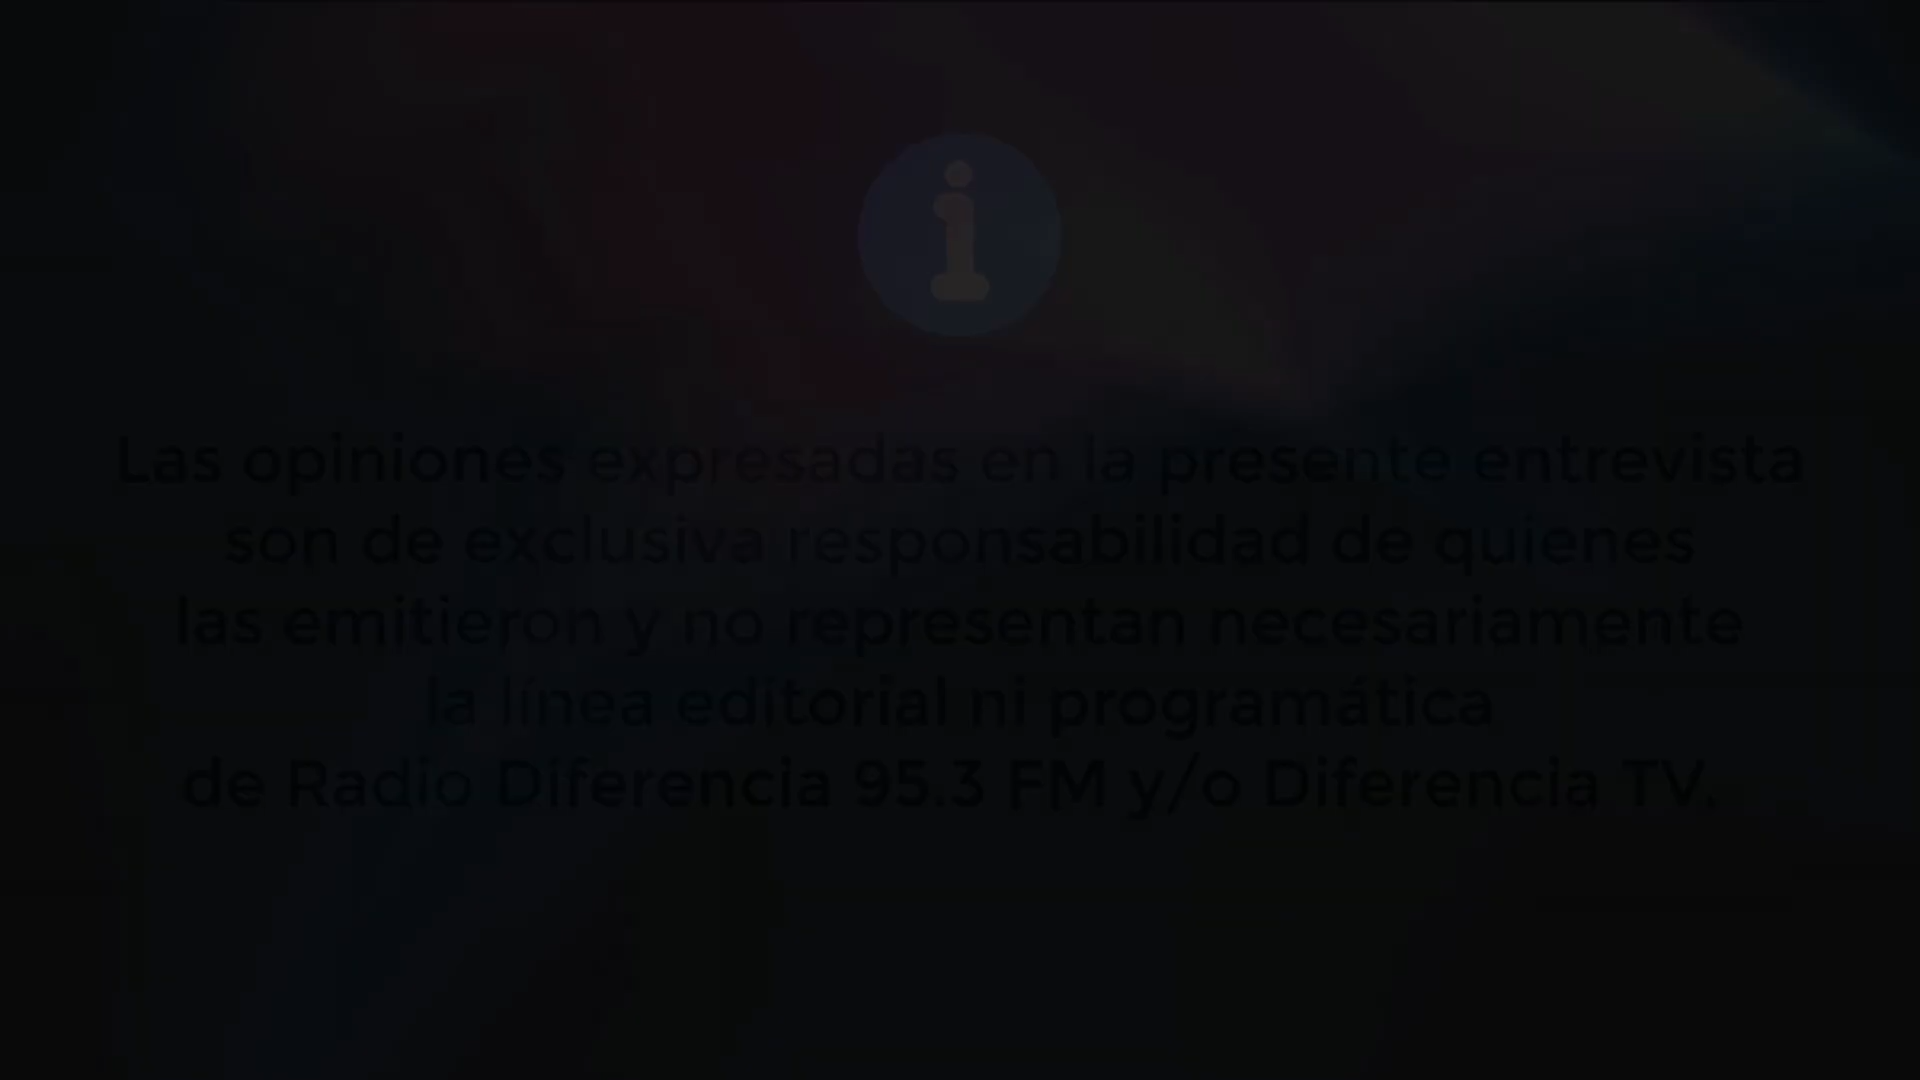 Las opiniones expresadas en la presente entrevista
son de exclusiva responsabilidad de quienes
las emitieron y no representan necesariamente
la línea editorial ni programática
de Radio Diferencia 95.3 FM y/o Diferencia TV.